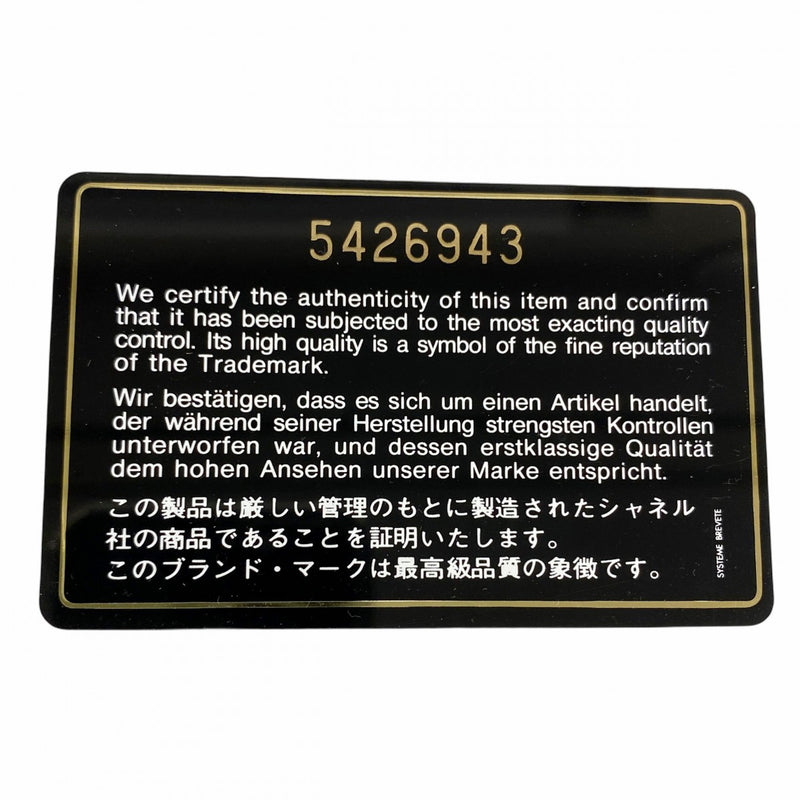 5426943
We certify the authenticity of this item and confirm
that it has been subjected to the most exacting quality
control. Its high quality is a symbol of the fine reputation
of the Trademark.
Wir bestätigen, dass es sich um einen Artikel handelt,
der während seiner Herstellung strengsten Kontrollen
unterworfen war, und dessen erstklassige Qualität
dem hohen Ansehen unserer Marke entspricht.
この製品は厳しい管理のもとに製造されたシャネル
社の商品であることを証明いたします。
このブランド・マークは最高級品質の象徴です。
SYSTEME BREVETE